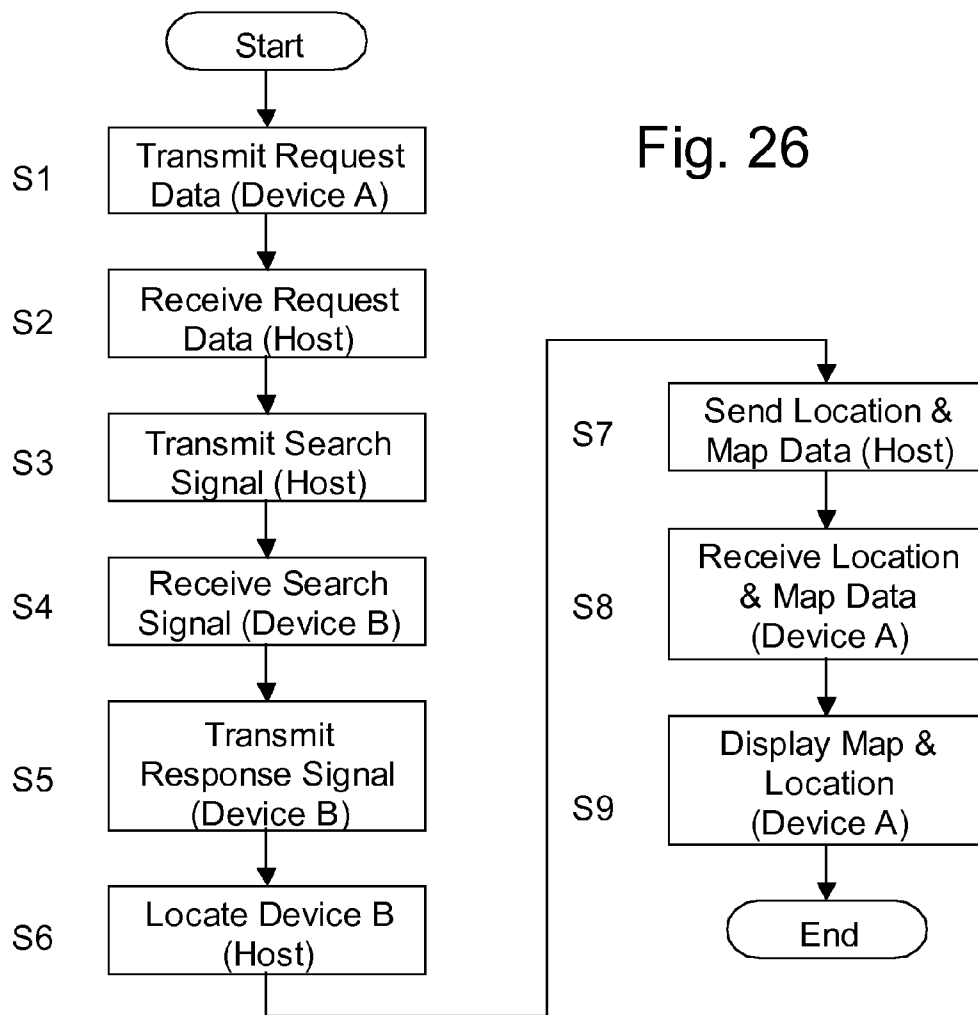 Start
Fig. 26
S1
Transmit Request
Data (Device A)
S2
Receive Request
Data (Host)
S3
Transmit Search
Signal (Host)
S4
Receive Search
Signal (Device B)
S5
Transmit
Response Signal
(Device B)
S6
Locate Device B
(Host)
S7
Send Location &
Map Data (Host)
S8
Receive Location
& Map Data
(Device A)
S9
Display Map &
Location
(Device A)
End